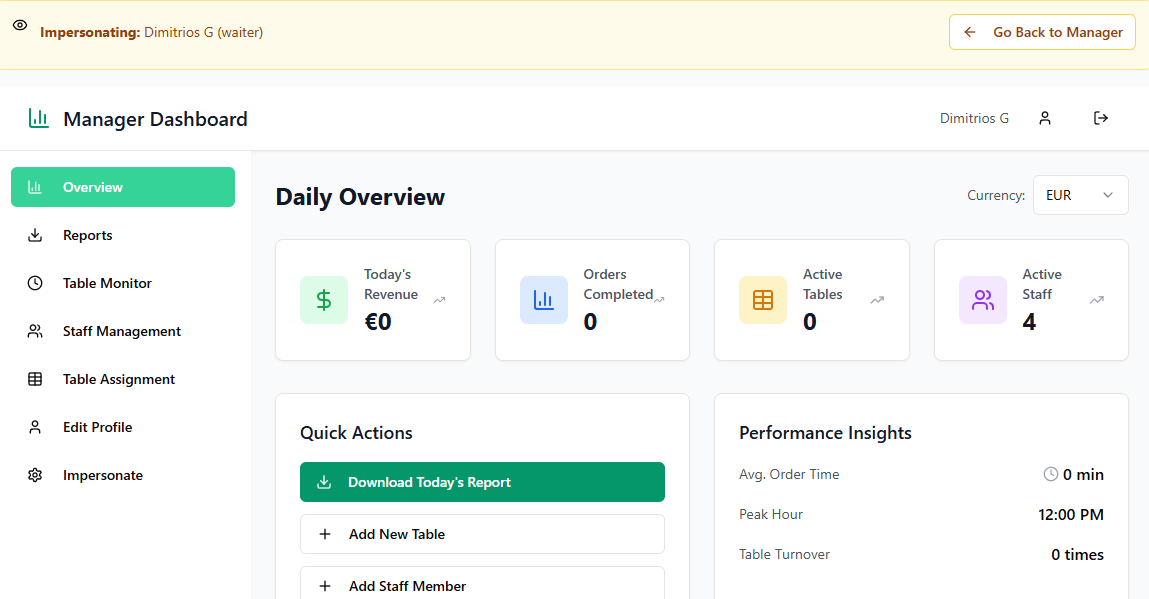 Impersonating: Dimitrios G (waiter)
Go Back to Manager
Manager Dashboard
Dimitrios G
Overview
Reports
Table Monitor
Staff Management
Table Assignment
Edit Profile
Impersonate
Daily Overview
Currency:
EUR
Today's
Revenue
€0
Orders
Completed
0
Active
Tables
0
Active
Staff
4
Quick Actions
Download Today's Report
Add New Table
Add Staff Member
Performance Insights
Avg. Order Time
0 min
Peak Hour
12:00 PM
Table Turnover
0 times